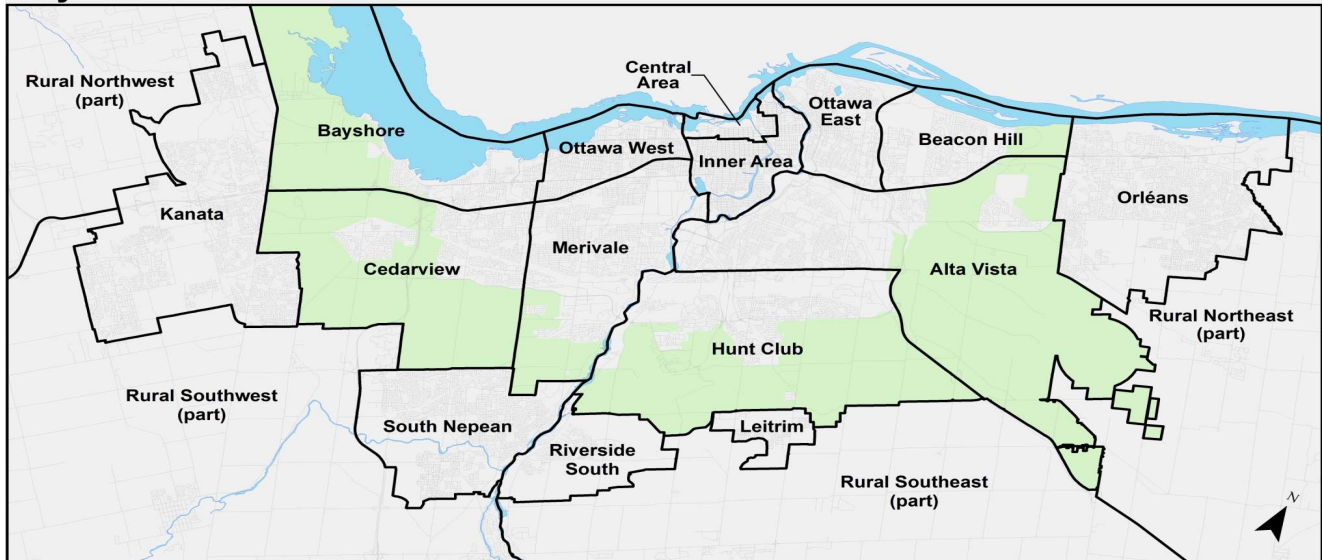 Rural Northwest
(part)
Central
Area
Ottawa
East
Bayshore
Ottawa West
Beacon Hill
Inner Area
Kanata
Orléans
Merivale
Cedarview
Alta Vista
Rural Northeast
(part)
Hunt Club
Rural Southwest
(part)
South Nepean
Leitrim
Riverside
South
Rural Southeast
(part)
N